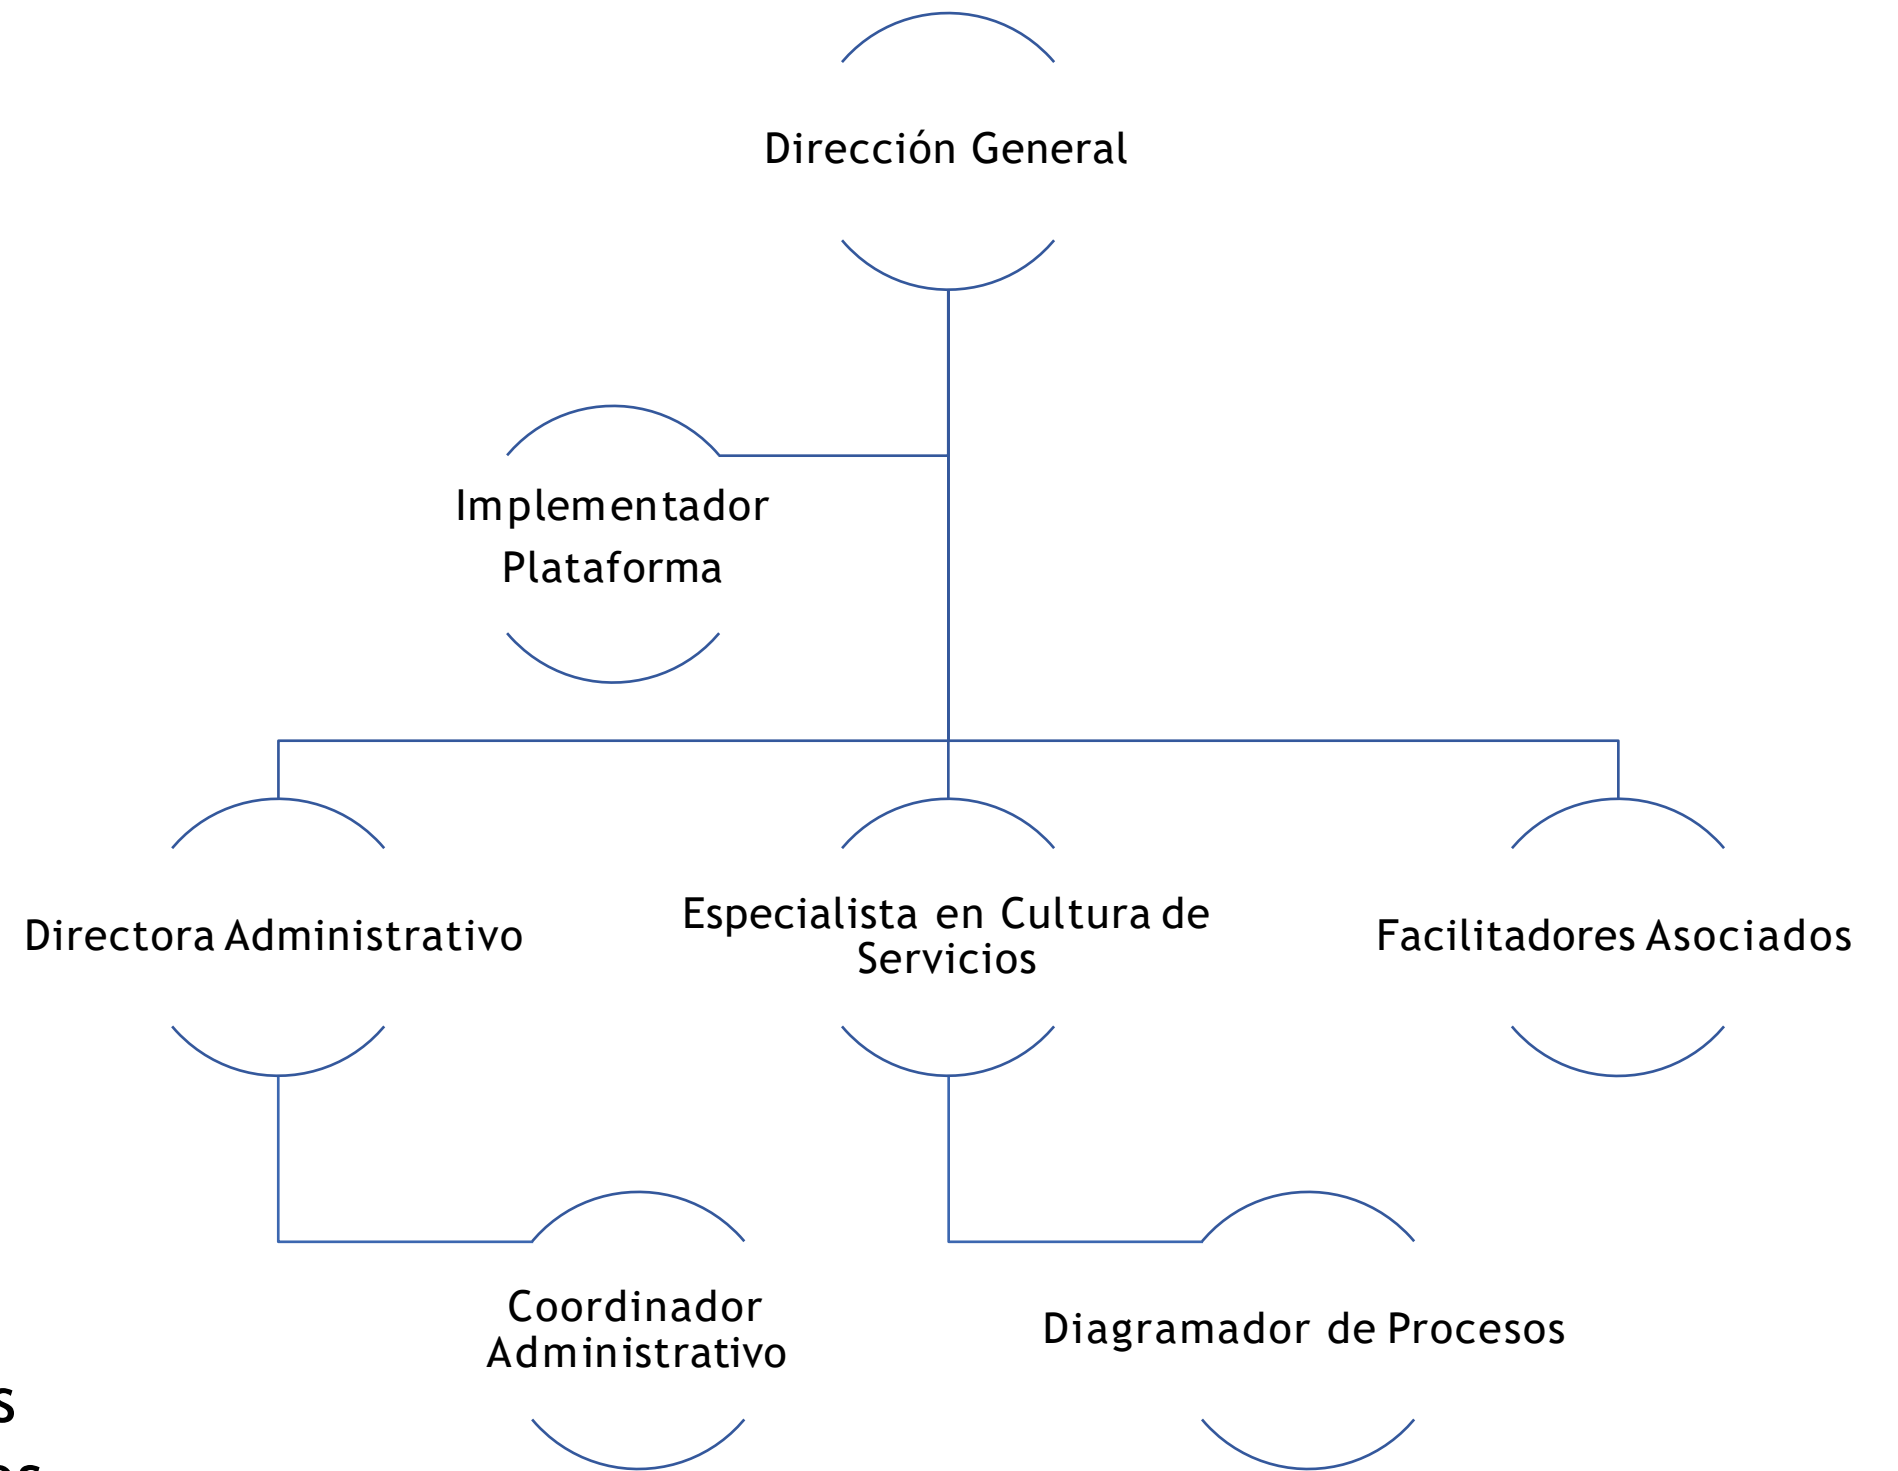 Dirección General
Implementador
Plataforma
Directora Administrativo
Especialista en Cultura de
Servicios
Facilitadores Asociados
Coordinador
Administrativo
Diagramador de Procesos